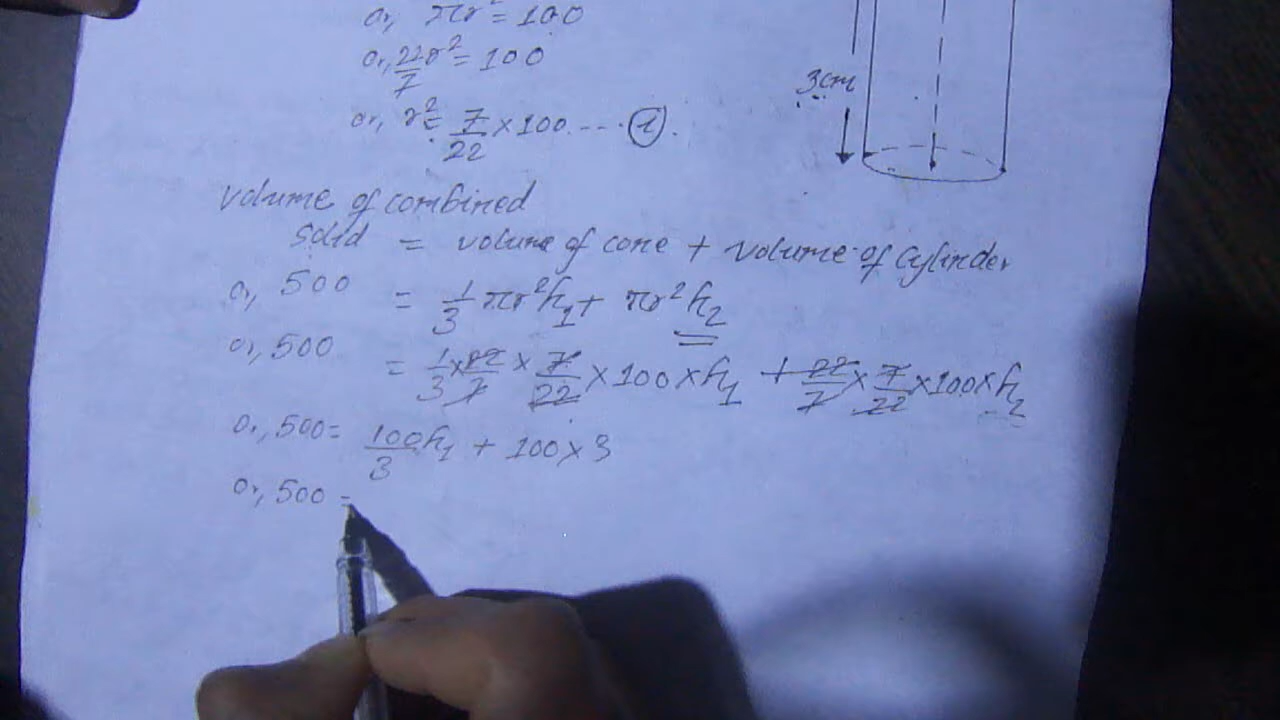 or, πr² = 100
or, 22/7 r² = 100
or, r² = 7/22 × 100 .... (1).
3cm
Volume of combined
solid = volume of cone + volume of cylinder
or, 500 = 1/3 πr²h₁ + πr²h₂
or, 500 = 1/3 × 22/7 × 7/22 × 100 × h₁ + 22/7 × 7/22 × 100 × h₂
or, 500 = 100h₁/3 + 100 × 3
or, 500 =